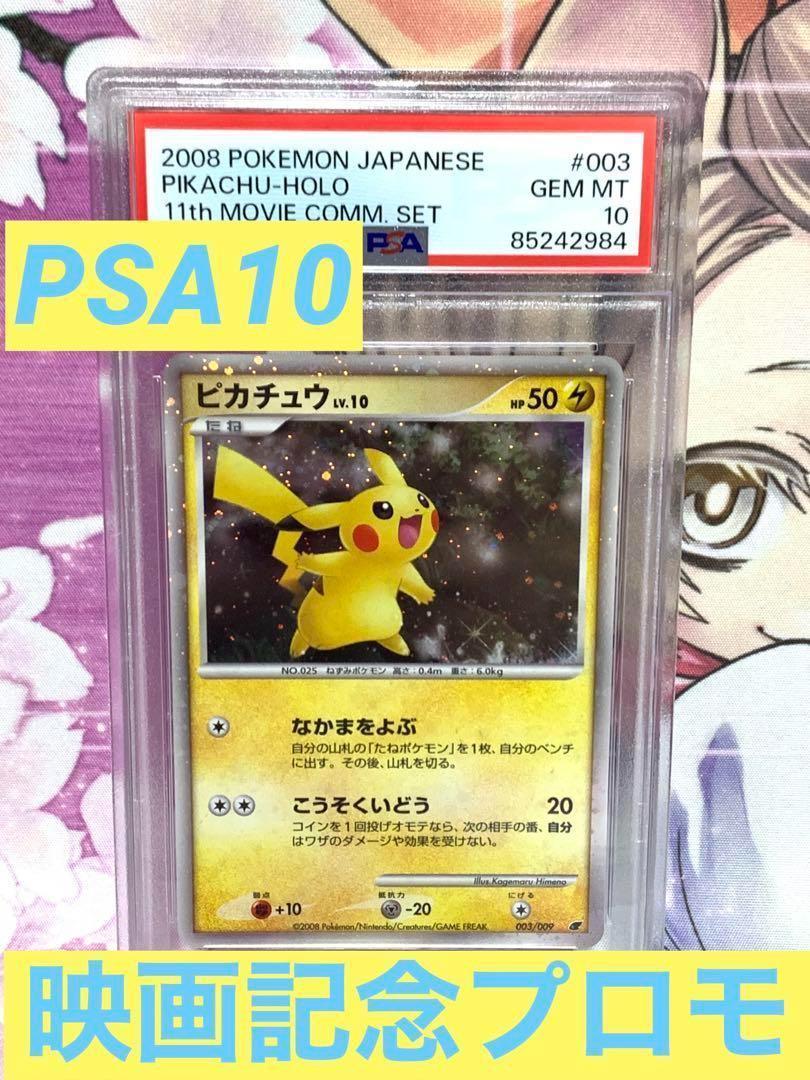 2008 POKEMON JAPANESE #003
PIKACHU-HOLO GEM MT
11th MOVIE COMM. SET 10
PSA 85242984
PSA10
ピカチュウ LV.10 HP 50
たね
NO.025 ねずみポケモン 高さ:0.4m 重さ:6.0kg
なかまをよぶ
自分の山札の「たねポケモン」を1枚、自分のベンチ
に出す。その後、山札を切る。
こうそくいどう 20
コインを1回投げオモテなら、次の相手の番、自分
はワザのダメージや効果を受けない。
Illus.Kagemaru Himeno
弱点 抵抗力 にげる
+10 -20
©2008 Pokémon/Nintendo/Creatures/GAME FREAK. 003/009
映画記念プロモ